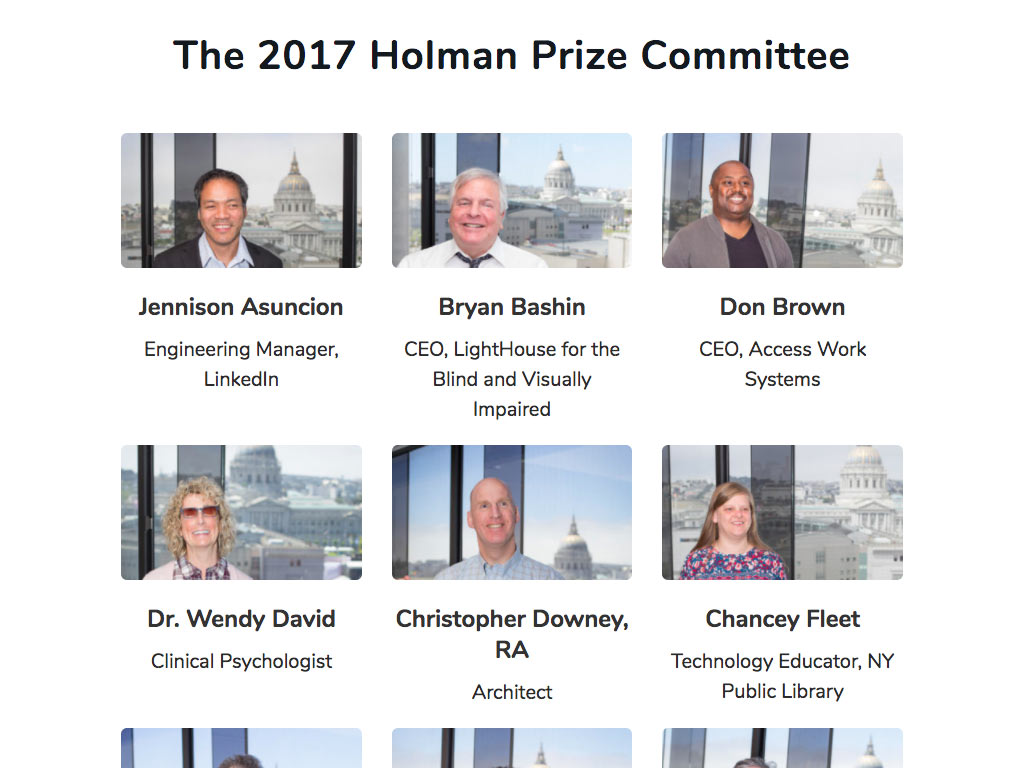 The 2017 Holman Prize Committee
Jennison Asuncion
Engineering Manager,
LinkedIn
Bryan Bashin
CEO, LightHouse for the
Blind and Visually
Impaired
Don Brown
CEO, Access Work
Systems
Dr. Wendy David
Clinical Psychologist
Christopher Downey,
RA
Architect
Chancey Fleet
Technology Educator, NY
Public Library